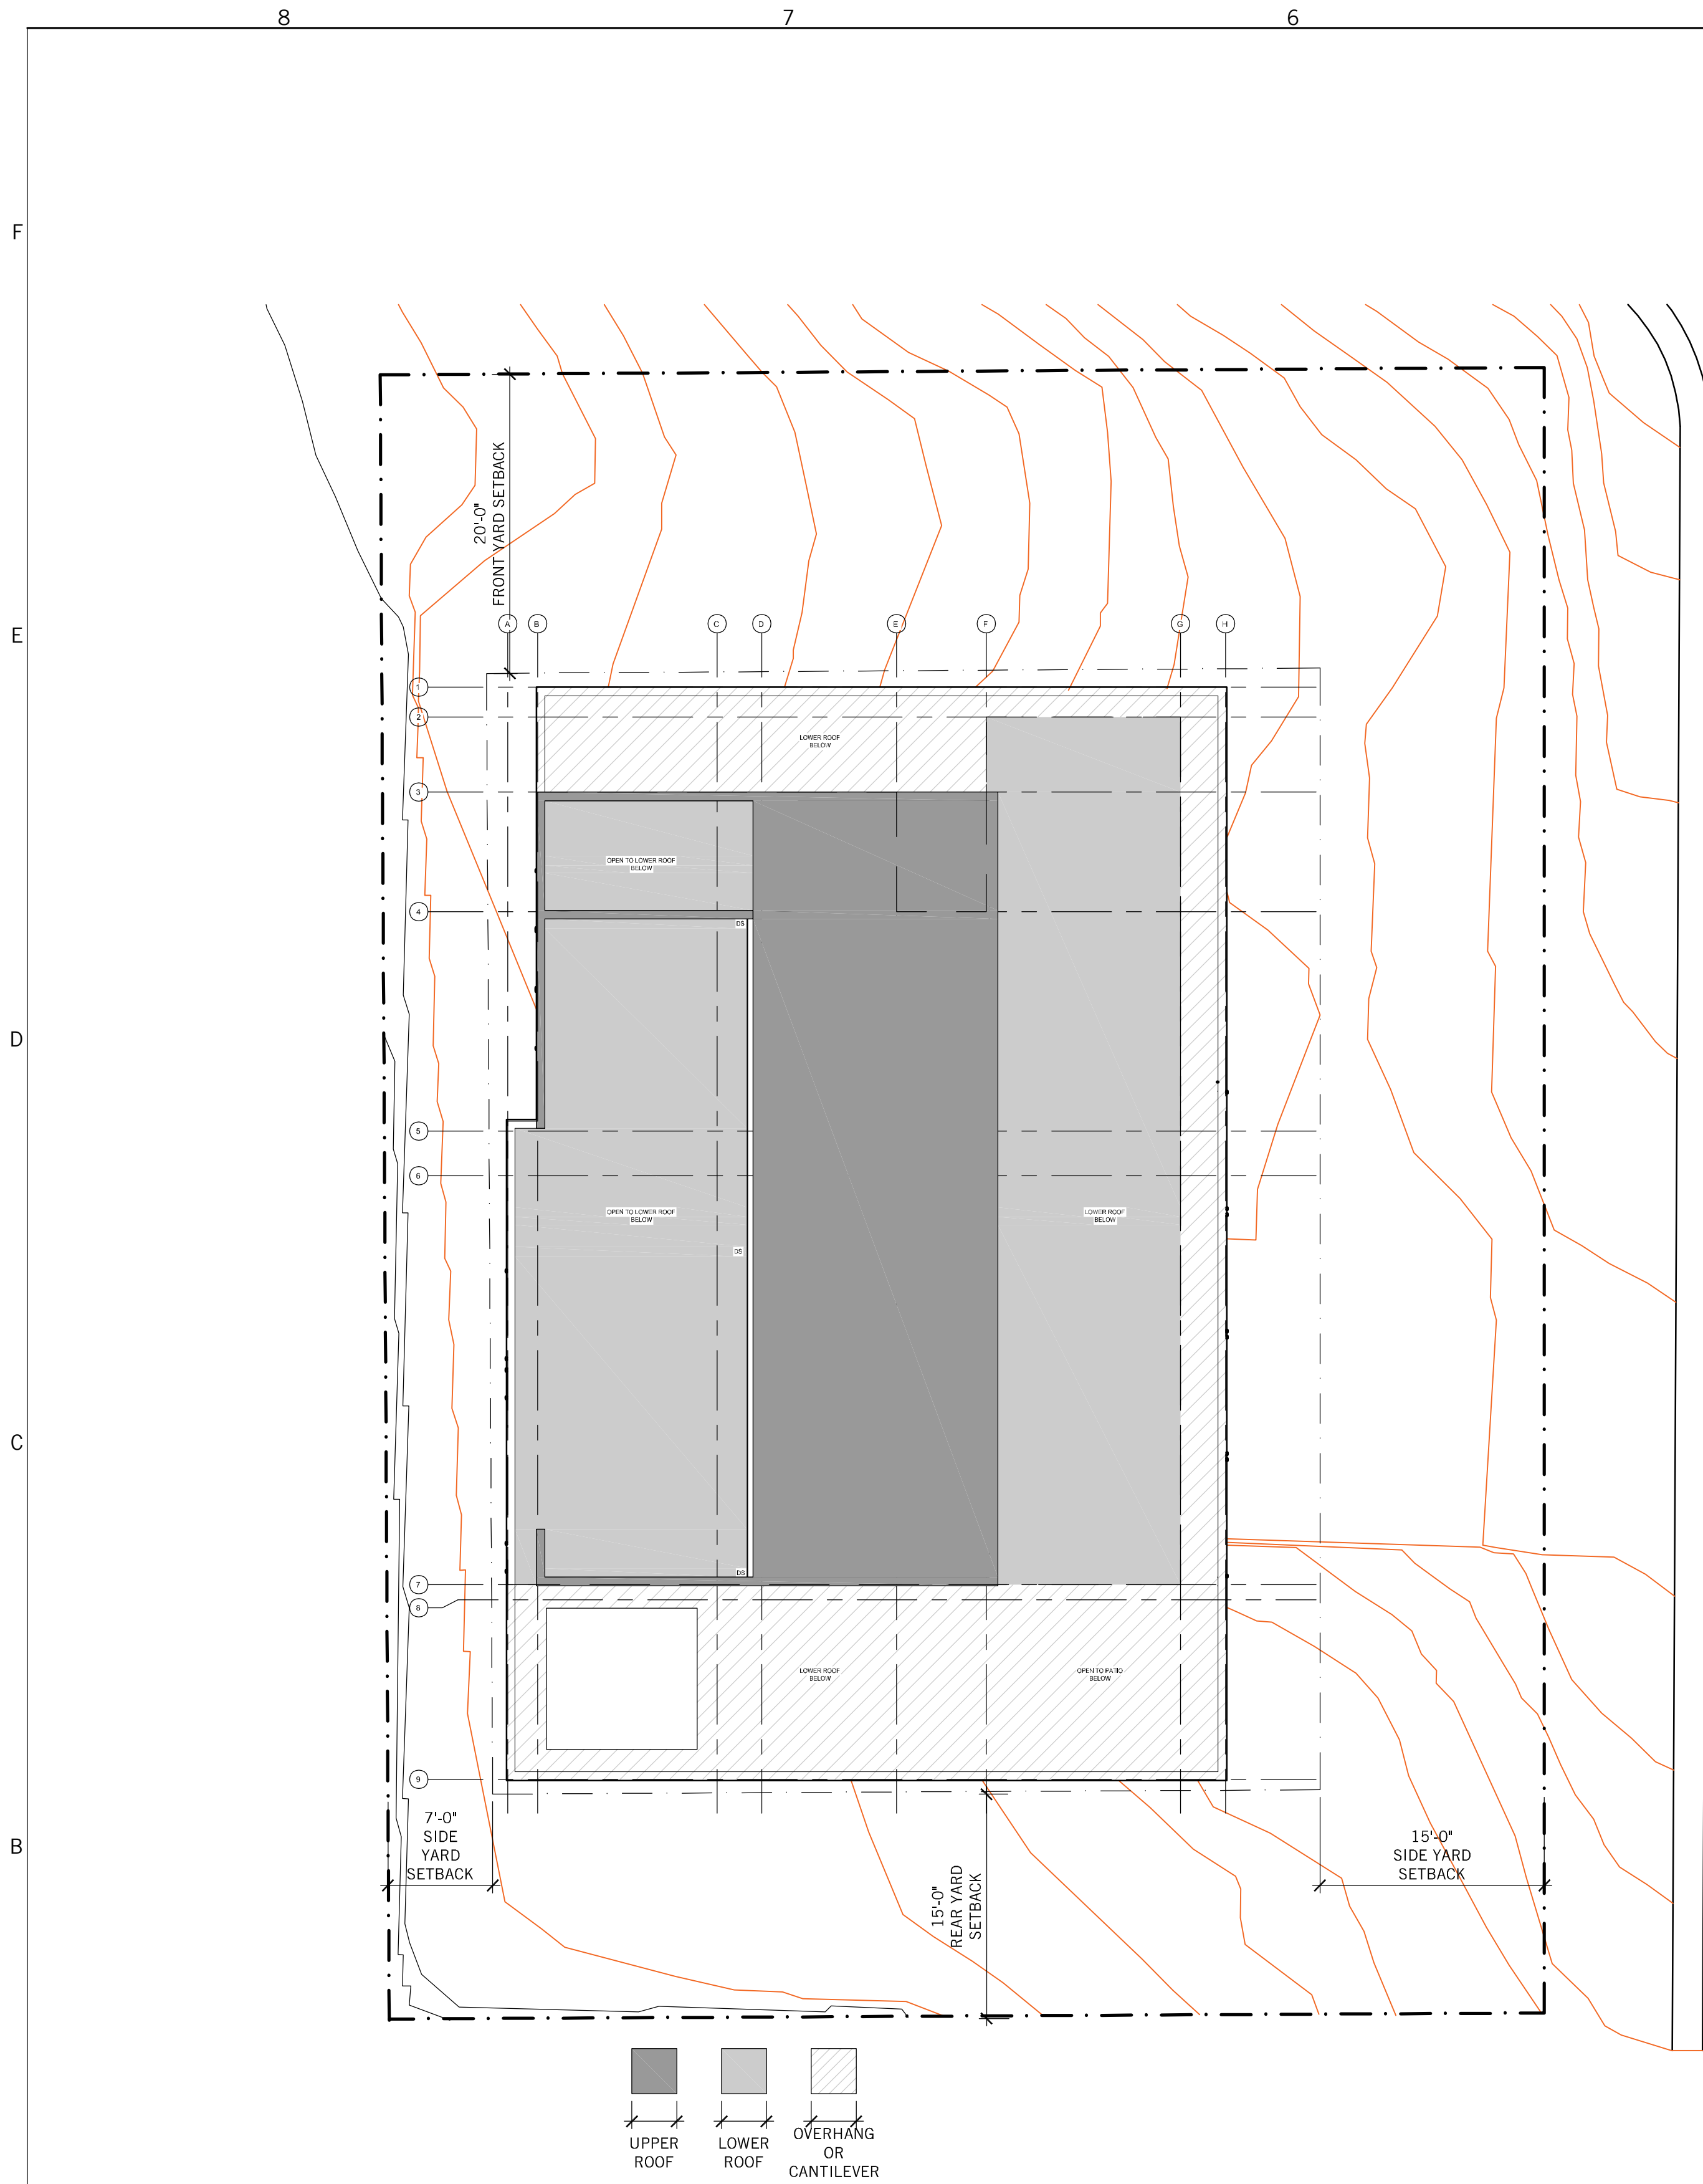 8
7
6
F
E
D
C
B
20'-0"
FRONT YARD SETBACK
A
B
C
D
E
F
G
H
1
2
3
4
5
6
7
8
9
LOWER ROOF
BELOW
OPEN TO LOWER ROOF
BELOW
DS
OPEN TO LOWER ROOF
BELOW
LOWER ROOF
BELOW
DS
DS
LOWER ROOF
BELOW
OPEN TO PATIO
BELOW
7'-0"
SIDE
YARD
SETBACK
15'-0"
REAR YARD
SETBACK
15'-0"
SIDE YARD
SETBACK
UPPER
ROOF
LOWER
ROOF
OVERHANG
OR
CANTILEVER